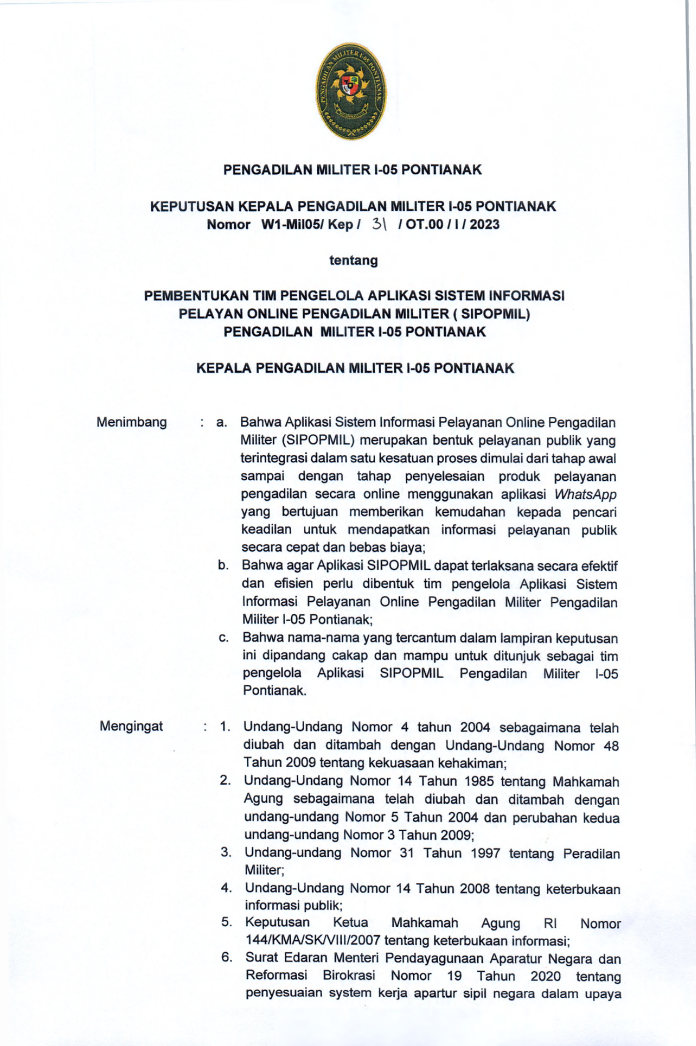 PENGADILAN MILITER I-05 PONTIANAK
PENGADILAN MILITER I-05 PONTIANAK
KEPUTUSAN KEPALA PENGADILAN MILITER I-05 PONTIANAK
Nomor W1-Mil05/ Kep / 31 / OT.00 / I / 2023
tentang
PEMBENTUKAN TIM PENGELOLA APLIKASI SISTEM INFORMASI
PELAYAN ONLINE PENGADILAN MILITER ( SIPOPMIL)
PENGADILAN MILITER I-05 PONTIANAK
KEPALA PENGADILAN MILITER I-05 PONTIANAK
Menimbang : a. Bahwa Aplikasi Sistem Informasi Pelayanan Online Pengadilan
Militer (SIPOPMIL) merupakan bentuk pelayanan publik yang
terintegrasi dalam satu kesatuan proses dimulai dari tahap awal
sampai dengan tahap penyelesaian produk pelayanan
pengadilan secara online menggunakan aplikasi WhatsApp
yang bertujuan memberikan kemudahan kepada pencari
keadilan untuk mendapatkan informasi pelayanan publik
secara cepat dan bebas biaya;
b. Bahwa agar Aplikasi SIPOPMIL dapat terlaksana secara efektif
dan efisien perlu dibentuk tim pengelola Aplikasi Sistem
Informasi Pelayanan Online Pengadilan Militer Pengadilan
Militer I-05 Pontianak;
c. Bahwa nama-nama yang tercantum dalam lampiran keputusan
ini dipandang cakap dan mampu untuk ditunjuk sebagai tim
pengelola Aplikasi SIPOPMIL Pengadilan Militer I-05
Pontianak.
Mengingat : 1. Undang-Undang Nomor 4 tahun 2004 sebagaimana telah
diubah dan ditambah dengan Undang-Undang Nomor 48
Tahun 2009 tentang kekuasaan kehakiman;
2. Undang-Undang Nomor 14 Tahun 1985 tentang Mahkamah
Agung sebagaimana telah diubah dan ditambah dengan
undang-undang Nomor 5 Tahun 2004 dan perubahan kedua
undang-undang Nomor 3 Tahun 2009;
3. Undang-undang Nomor 31 Tahun 1997 tentang Peradilan
Militer;
4. Undang-Undang Nomor 14 Tahun 2008 tentang keterbukaan
informasi publik;
5. Keputusan Ketua Mahkamah Agung RI Nomor
144/KMA/SK/VIII/2007 tentang keterbukaan informasi;
6. Surat Edaran Menteri Pendayagunaan Aparatur Negara dan
Reformasi Birokrasi Nomor 19 Tahun 2020 tentang
penyesuaian system kerja apartur sipil negara dalam upaya